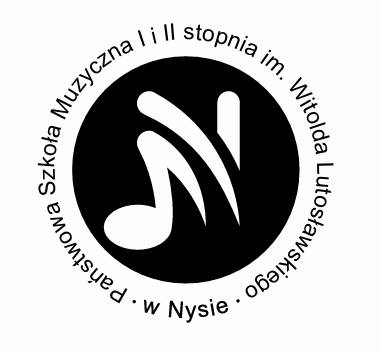 Państwowa Szkoła Muzyczna I i II stopnia im. Witolda Lutosławskiego
· w Nysie ·